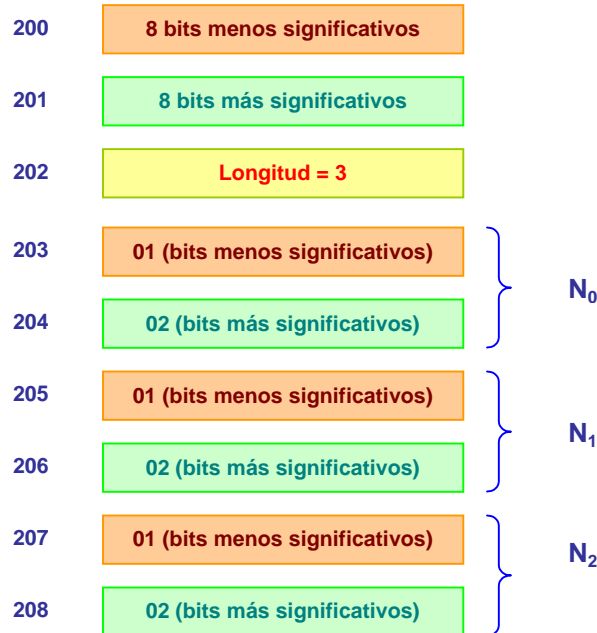 200 8 bits menos significativos
201 8 bits más significativos
202 Longitud = 3
203 01 (bits menos significativos)
N₀
204 02 (bits más significativos)
205 01 (bits menos significativos)
N₁
206 02 (bits más significativos)
207 01 (bits menos significativos)
N₂
208 02 (bits más significativos)